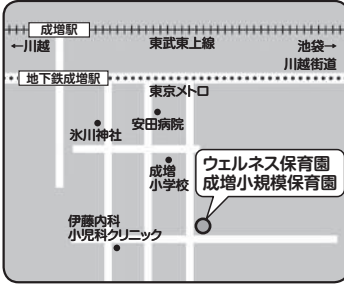 成増駅
←川越
東武東上線
池袋→
川越街道
地下鉄成増駅
東京メトロ
氷川神社
安田病院
成増
小学校
ウェルネス保育園
成増小規模保育園
伊藤内科
小児科クリニック